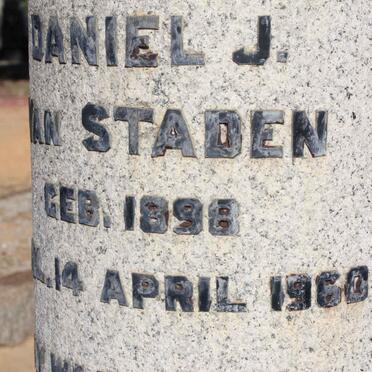 DANIEL J.
VAN STADEN
GEB. 1898
14 APRIL 1960